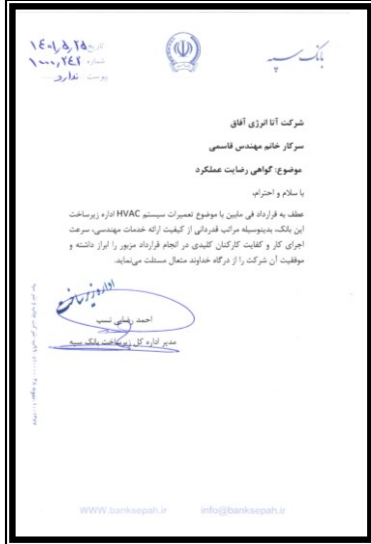 بانک سپه
تاریخ ۱۴۰۱,۵,۲۵
شماره ۱۰۰۰,۲۴۲
پیوست ندارد
شرکت آتا انرژی آفاق
سرکار خانم مهندس قاسمی
موضوع: گواهی رضایت عملکرد
با سلام و احترام،
عطف به قرارداد فی مابین با موضوع تعمیرات سیستم HVAC اداره زیرساخت
این بانک، بدینوسیله مراتب قدردانی از کیفیت ارائه خدمات مهندسی، سرعت
اجرای کار و کفایت کارکنان کلیدی در انجام قرارداد مزبور را ابراز داشته و
موفقیت آن شرکت را از درگاه خداوند متعال مسئلت می‌نماید.
احمد رضایی نسب
مدیر اداره کل زیرساخت بانک سپه
WWW.banksepah.ir info@banksepah.ir